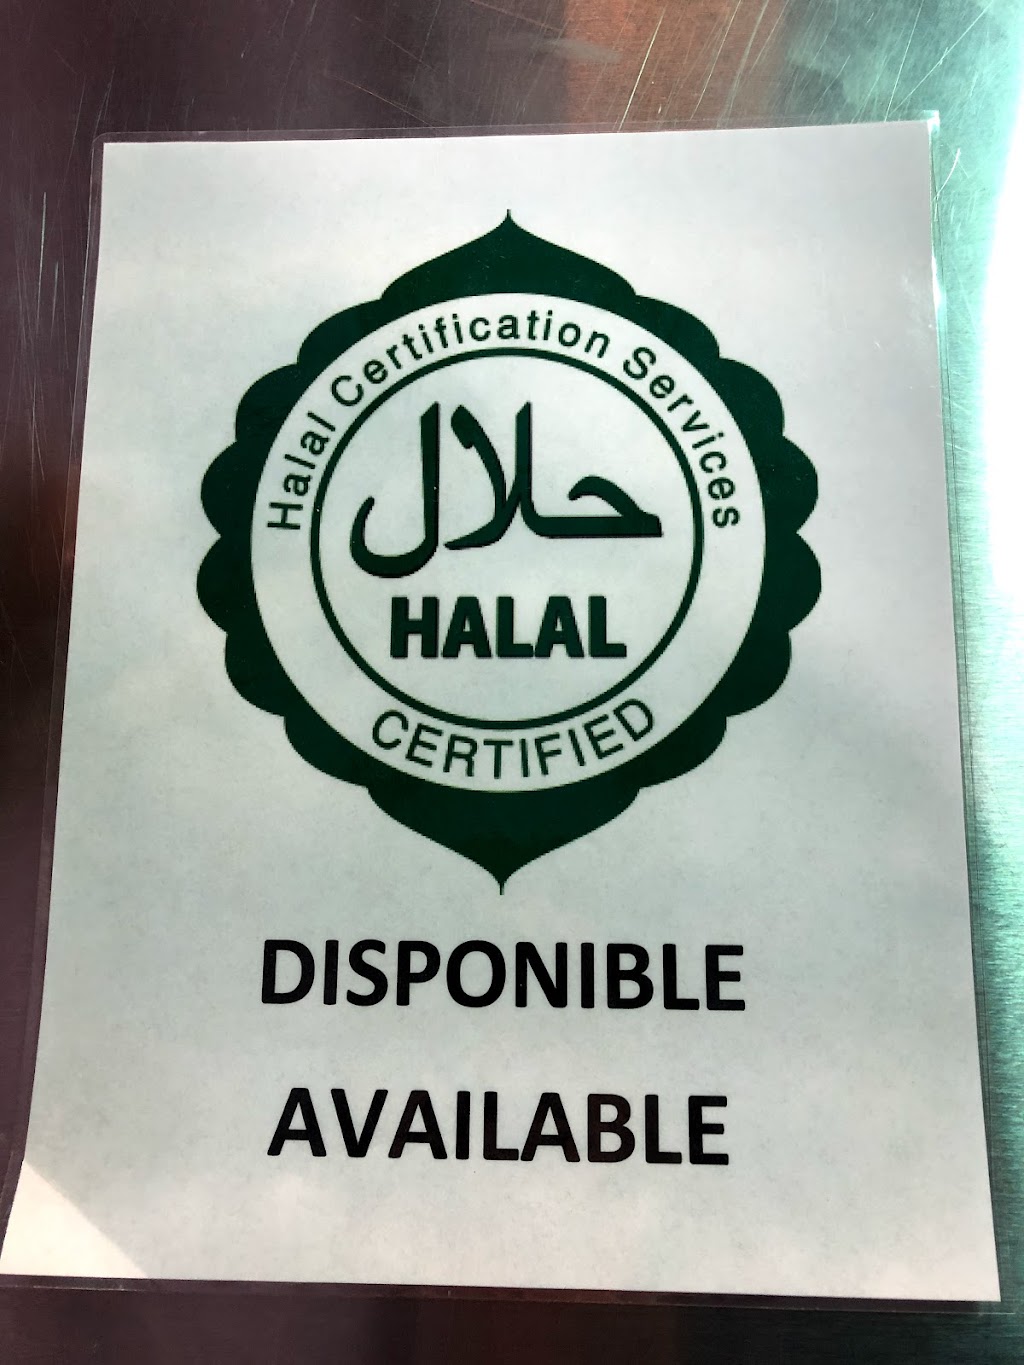 Halal Certification Services
حلال
HALAL
CERTIFIED
DISPONIBLE
AVAILABLE